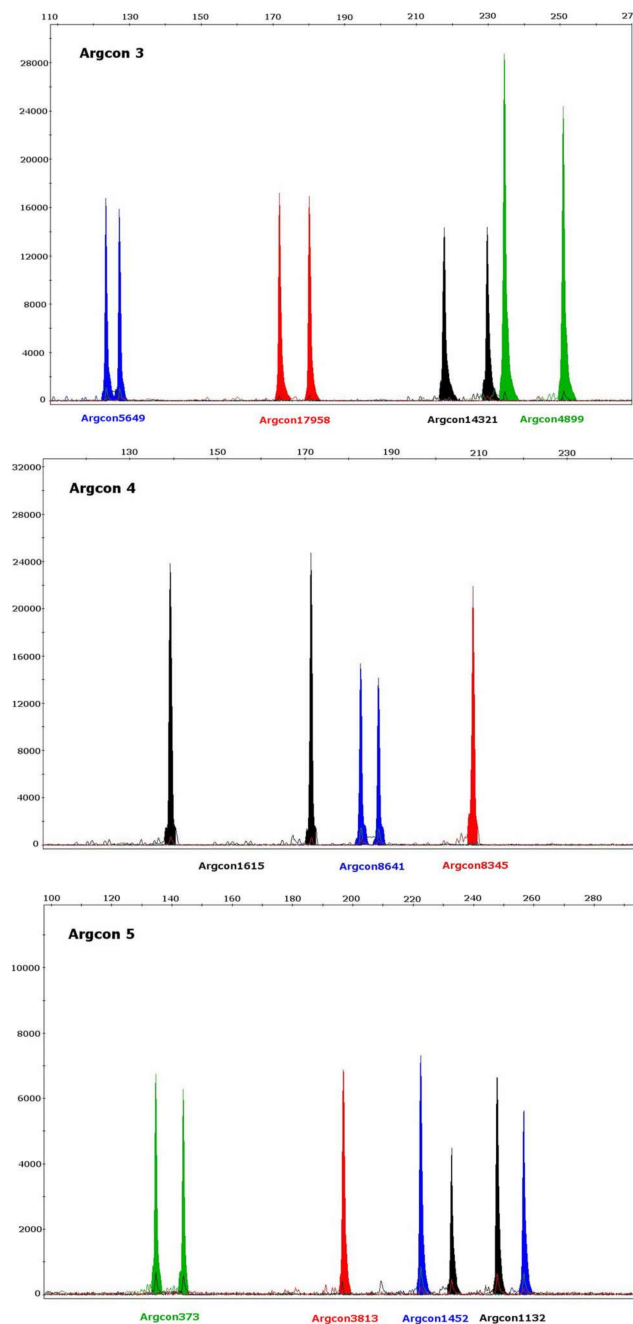 110 130 150 170 190 210 230 250 270
Argcon 3
28000
24000
20000
16000
12000
8000
4000
0
Argcon5649 Argcon17958 Argcon14321 Argcon4899
130 150 170 190 210 230
32000
Argcon 4
28000
24000
20000
16000
12000
8000
4000
0
Argcon1615 Argcon8641 Argcon8345
100 120 140 160 180 200 220 240 260 280
Argcon 5
10000
8000
6000
4000
2000
0
Argcon373 Argcon3813 Argcon1452 Argcon1132